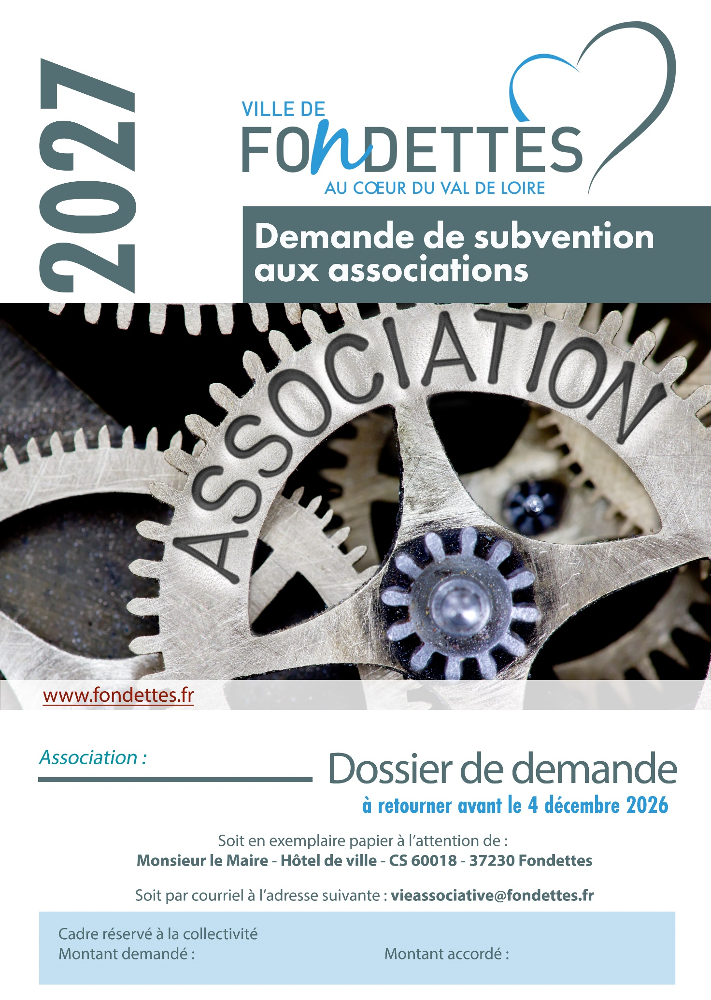 2027
VILLE DE
FONDETTES
AU CŒUR DU VAL DE LOIRE
Demande de subvention
aux associations
ASSOCIATION
www.fondettes.fr
Association :
Dossier de demande
à retourner avant le 4 décembre 2026
Soit en exemplaire papier à l’attention de :
Monsieur le Maire - Hôtel de ville - CS 60018 - 37230 Fondettes
Soit par courriel à l’adresse suivante : vieassociative@fondettes.fr
Cadre réservé à la collectivité
Montant demandé :
Montant accordé :